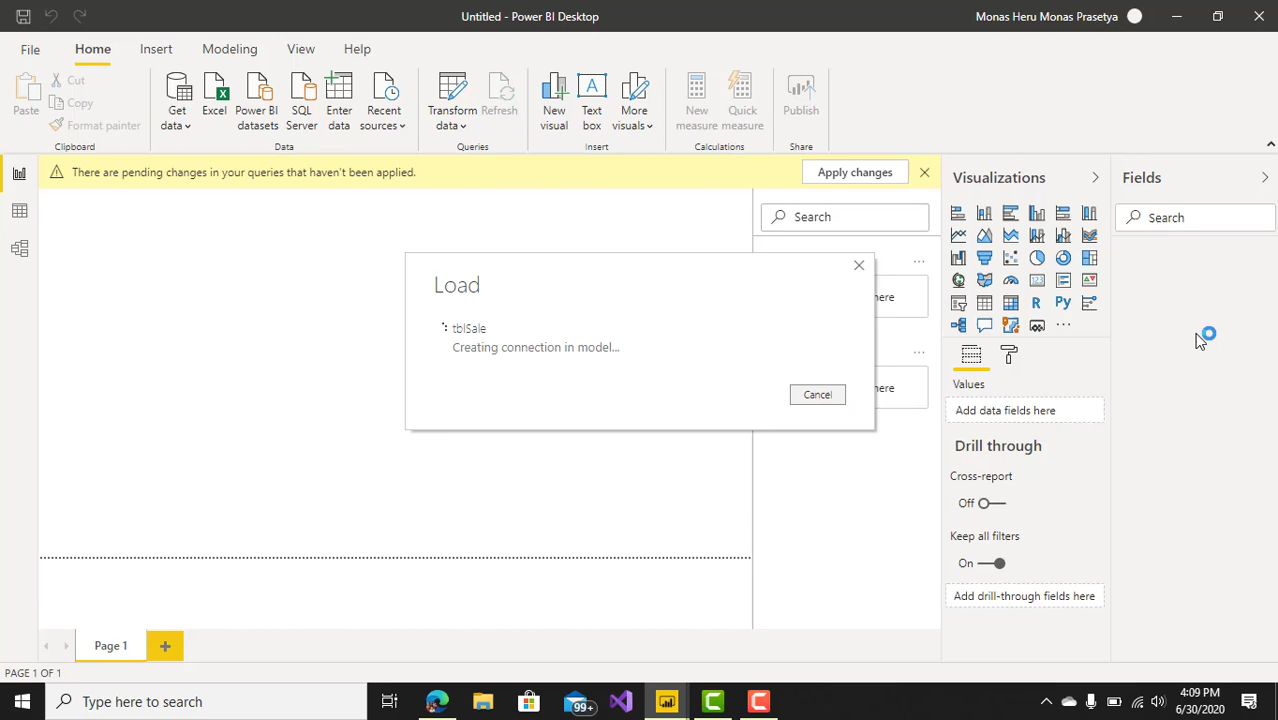 Untitled - Power BI Desktop
Monas Heru Monas Prasetya
File Home Insert Modeling View Help
Paste
Cut
Copy
Format painter
Clipboard
Get data
Excel
Power BI datasets
SQL Server
Enter data
Recent sources
Data
Transform data
Refresh
Queries
New visual
Text box
More visuals
Insert
New measure
Quick measure
Calculations
Publish
Share
There are pending changes in your queries that haven't been applied.
Apply changes
Search
...
here
...
here
Load
tblSale
Creating connection in model...
Cancel
Visualizations
R
Py
123
...
Values
Add data fields here
Drill through
Cross-report
Off
Keep all filters
On
Add drill-through fields here
Fields
Search
Page 1
PAGE 1 OF 1
Type here to search
99+
4:09 PM
6/30/2020